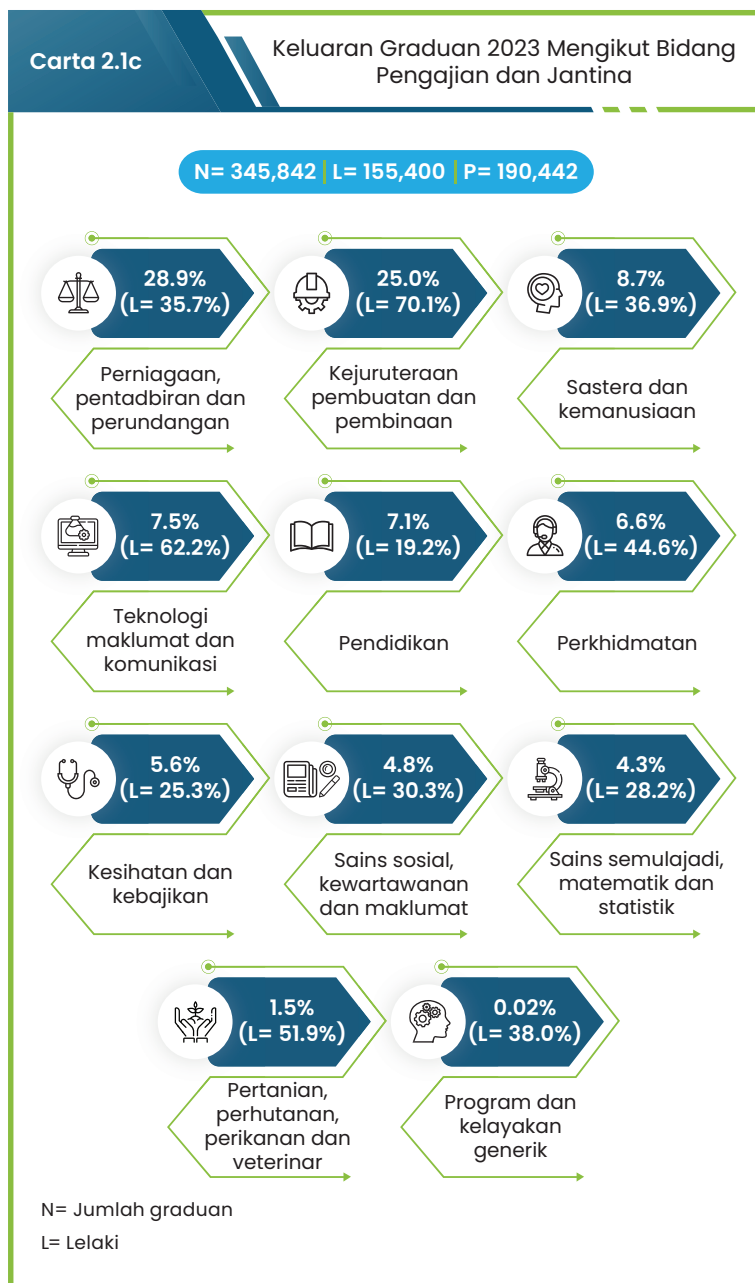 Carta 2.1c
Keluaran Graduan 2023 Mengikut Bidang
Pengajian dan Jantina
N= 345,842 | L= 155,400 | P= 190,442
28.9%
(L= 35.7%)
Perniagaan,
pentadbiran dan
perundangan
25.0%
(L= 70.1%)
Kejuruteraan
pembuatan dan
pembinaan
8.7%
(L= 36.9%)
Sastera dan
kemanusiaan
7.5%
(L= 62.2%)
Teknologi
maklumat dan
komunikasi
7.1%
(L= 19.2%)
Pendidikan
6.6%
(L= 44.6%)
Perkhidmatan
5.6%
(L= 25.3%)
Kesihatan dan
kebajikan
4.8%
(L= 30.3%)
Sains sosial,
kewartawanan
dan maklumat
4.3%
(L= 28.2%)
Sains semulajadi,
matematik dan
statistik
1.5%
(L= 51.9%)
Pertanian,
perhutanan,
perikanan dan
veterinar
0.02%
(L= 38.0%)
Program dan
kelayakan
generik
N= Jumlah graduan
L= Lelaki